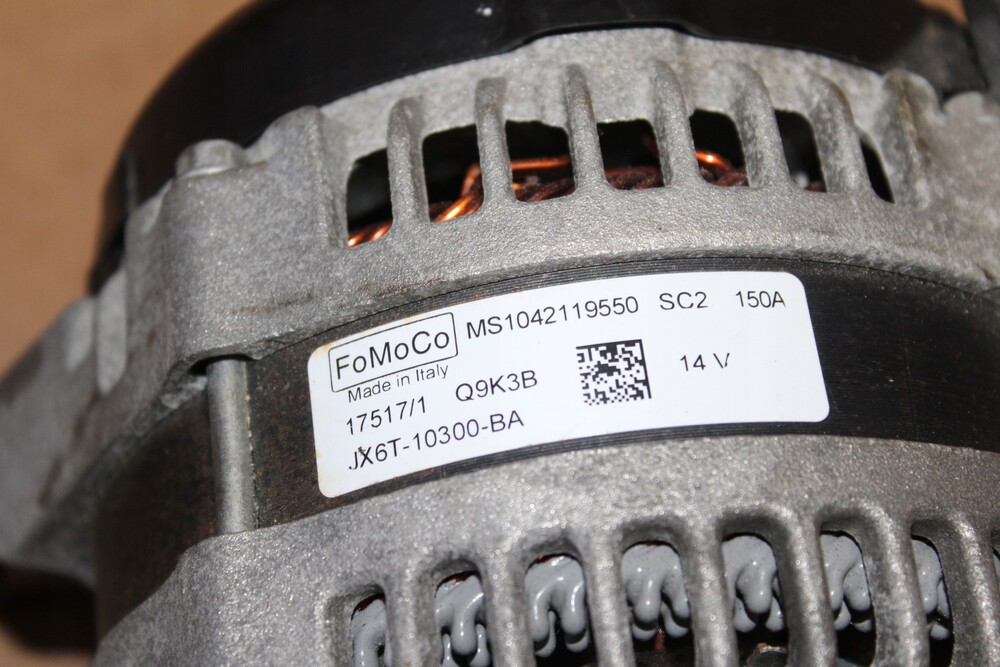 FoMoCo MS1042119550 SC2 150A
Made in Italy
17517/1 Q9K3B 14 V
JX6T-10300-BA